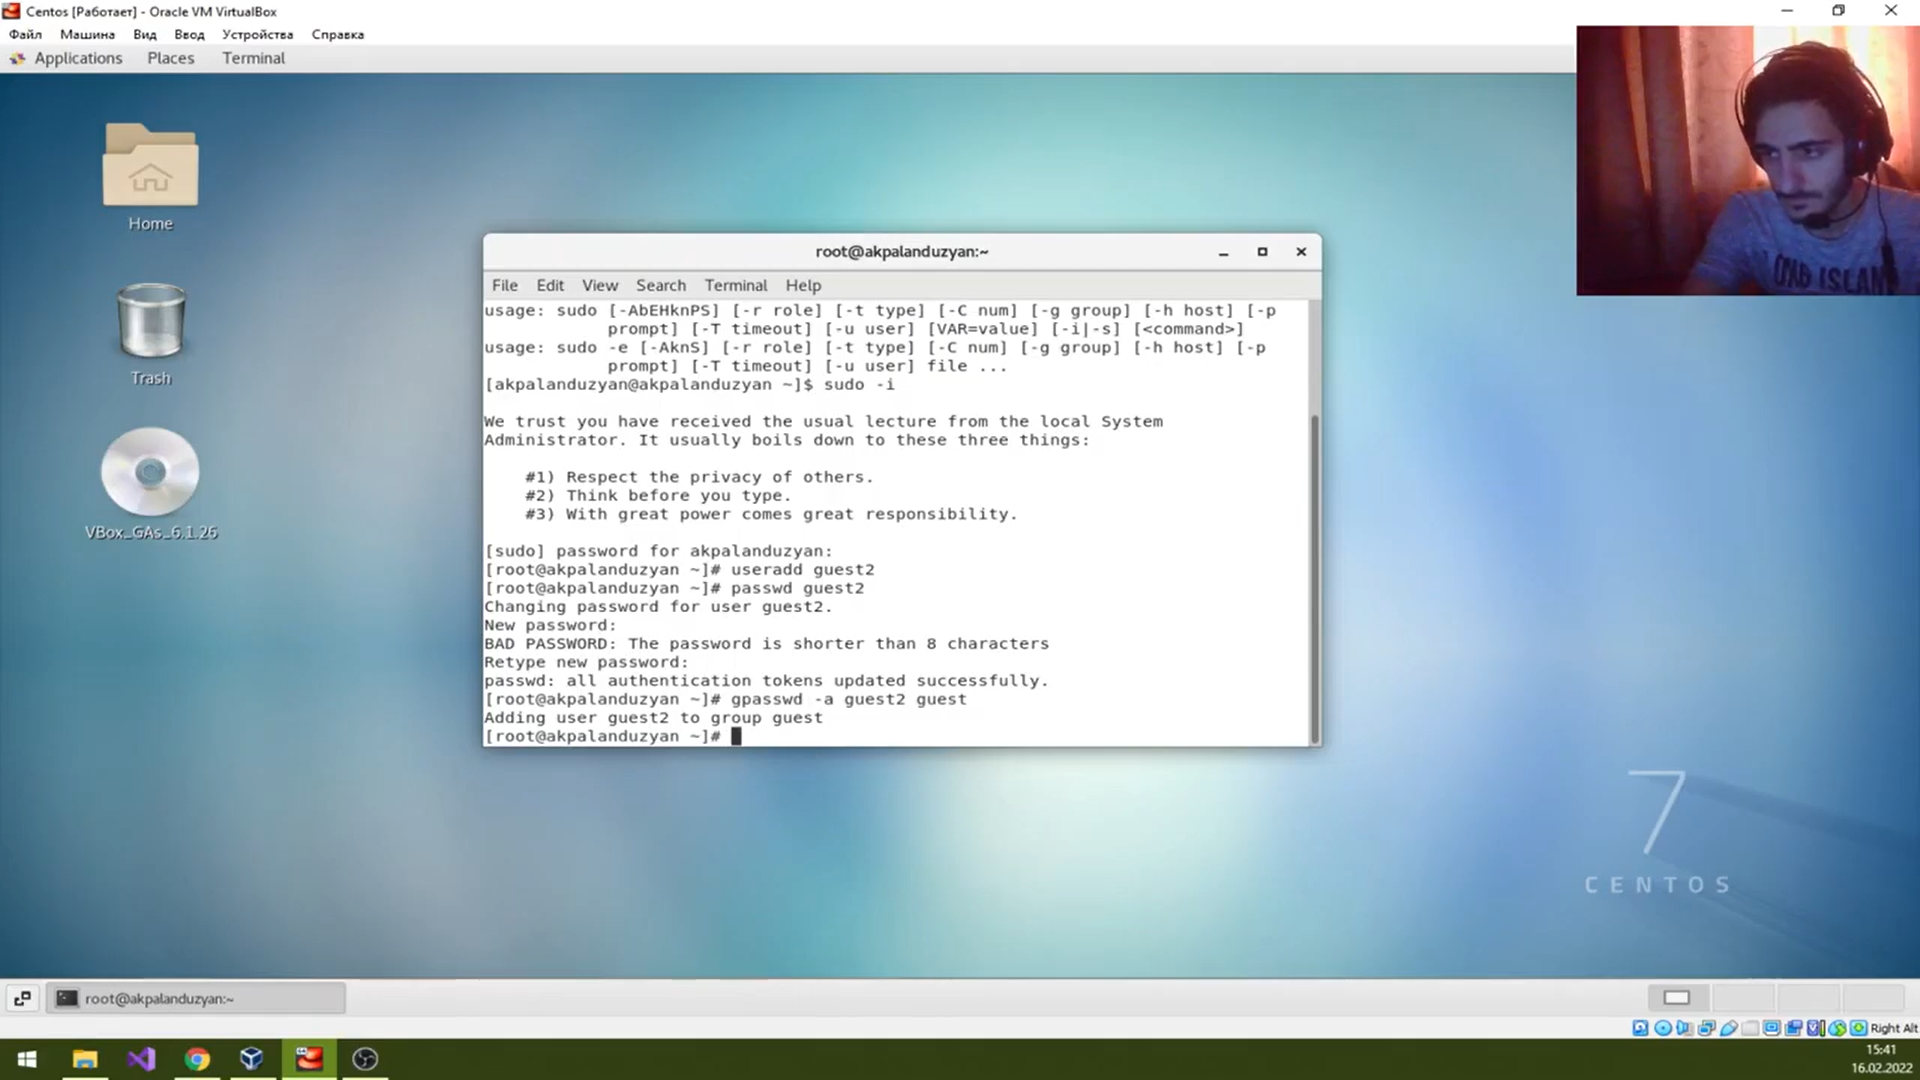 Centos [Работает] - Oracle VM VirtualBox
Файл Машина Вид Ввод Устройства Справка
Applications Places Terminal
Home
Trash
VBox_GAs_6.1.26
root@akpalanduzyan:~
File Edit View Search Terminal Help
usage: sudo [-AbEHknPS] [-r role] [-t type] [-C num] [-g group] [-h host] [-p
prompt] [-T timeout] [-u user] [VAR=value] [-i|-s] [<command>]
usage: sudo -e [-AknS] [-r role] [-t type] [-C num] [-g group] [-h host] [-p
prompt] [-T timeout] [-u user] file ...
[akpalanduzyan@akpalanduzyan ~]$ sudo -i
We trust you have received the usual lecture from the local System
Administrator. It usually boils down to these three things:
#1) Respect the privacy of others.
#2) Think before you type.
#3) With great power comes great responsibility.
[sudo] password for akpalanduzyan:
[root@akpalanduzyan ~]# useradd guest2
[root@akpalanduzyan ~]# passwd guest2
Changing password for user guest2.
New password:
BAD PASSWORD: The password is shorter than 8 characters
Retype new password:
passwd: all authentication tokens updated successfully.
[root@akpalanduzyan ~]# gpasswd -a guest2 guest
Adding user guest2 to group guest
[root@akpalanduzyan ~]#
7
CENTOS
root@akpalanduzyan:~
Right Alt
15:41
16.02.2022